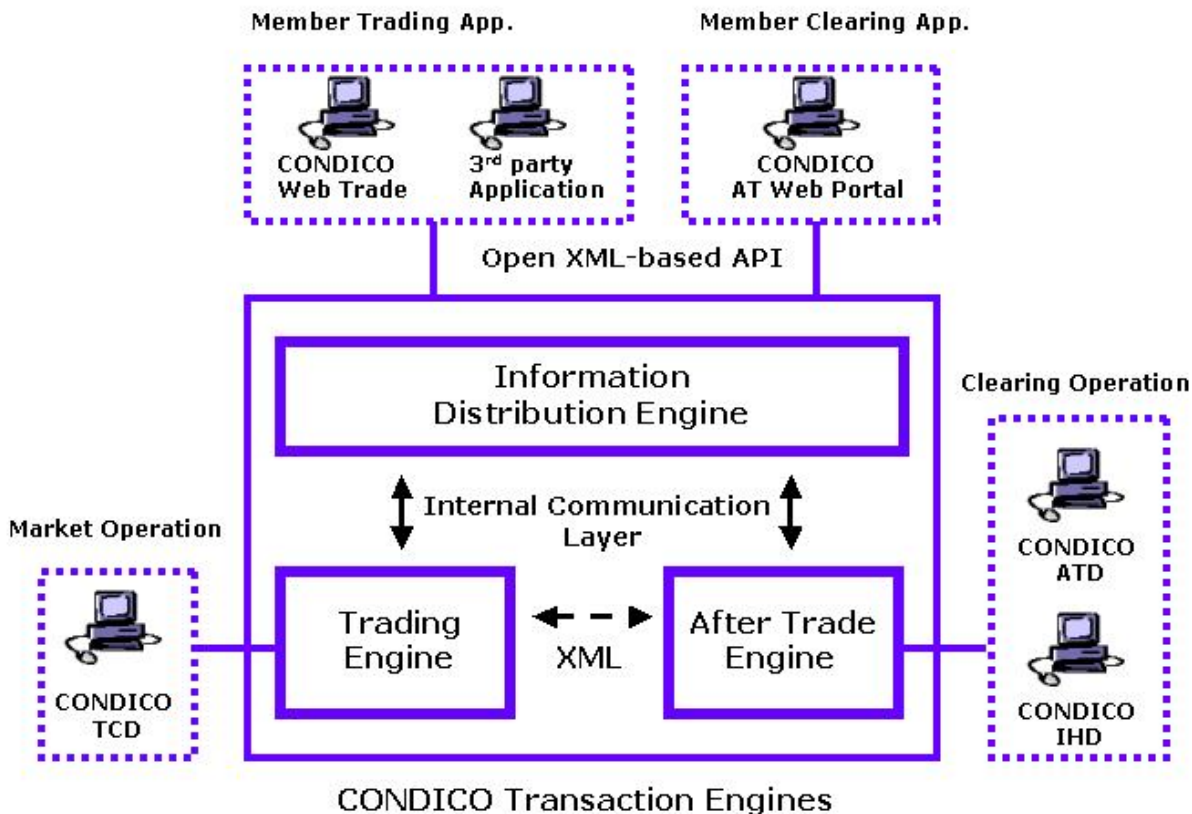 Member Trading App.
Member Clearing App.
CONDICO
Web Trade
3rd party
Application
CONDICO
AT Web Portal
Open XML-based API
Information
Distribution Engine
Clearing Operation
Internal Communication
Layer
Market Operation
CONDICO
ATD
Trading
Engine
XML
After Trade
Engine
CONDICO
TCD
CONDICO
IHD
CONDICO Transaction Engines